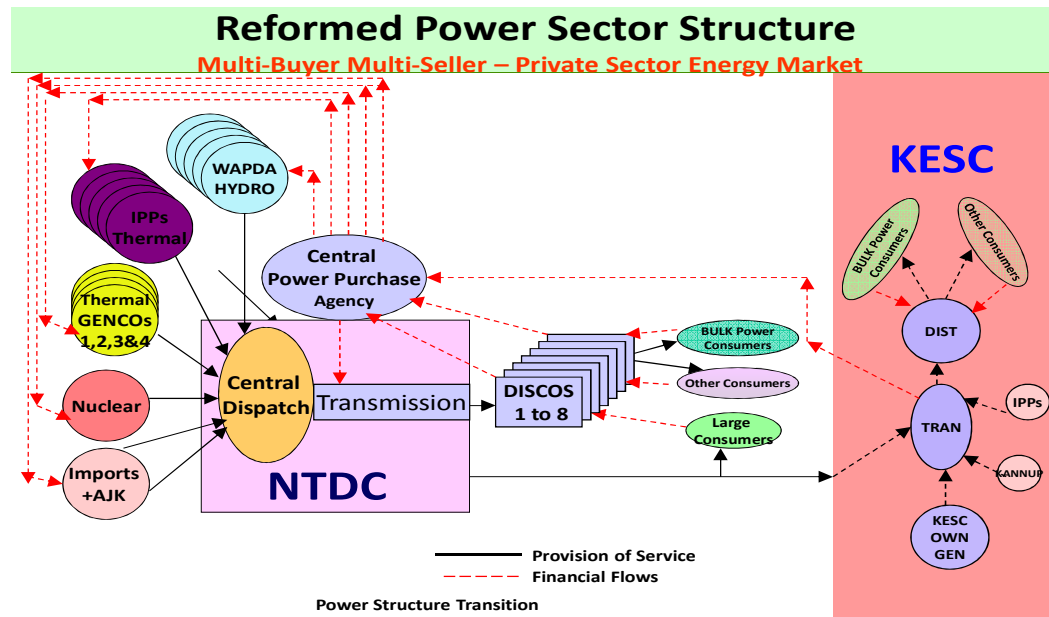 Reformed Power Sector Structure
Multi-Buyer Multi-Seller – Private Sector Energy Market
KESC
WAPDA
HYDRO
IPPs
Thermal
Central
Power Purchase
Agency
Thermal
GENCOs
1,2,3&4
Nuclear
Imports
+AJK
Central
Dispatch
Transmission
NTDC
DISCOS
1 to 8
BULK Power
Consumers
Other Consumers
Large
Consumers
BULK Power
Consumers
Other Consumers
DIST
TRAN
IPPs
KANNUP
KESC
OWN
GEN
Provision of Service
Financial Flows
Power Structure Transition